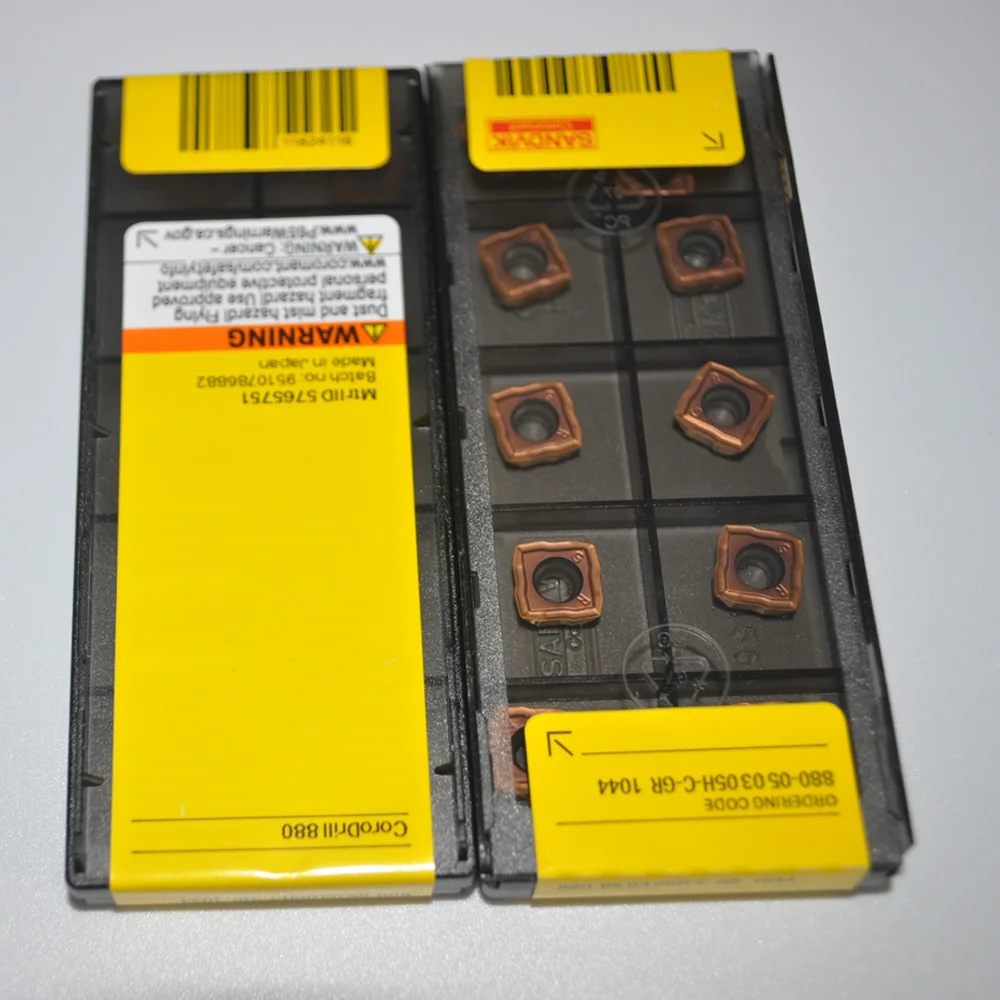 CoroDrill 880
MtrlID 5765751
Batch no: 9510786882
Made in Japan
WARNING
Dust and mist hazard! Flying
fragment hazard! Use approved
personal protective equipment
www.coromant.com/safetyinfo
WARNING: Cancer –
www.P65Warnings.ca.gov
ORDERING CODE
880-05 03 05H-C-GR 1044
SANDVIK
Coromant
PC
G
R
G
R